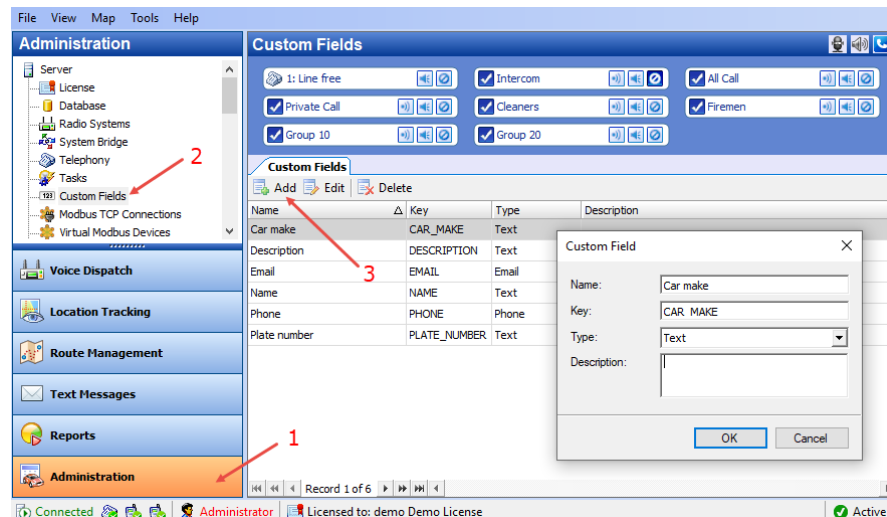 File View Map Tools Help
Administration
Custom Fields
Server
License
Database
Radio Systems
System Bridge
Telephony
Tasks
123 Custom Fields
Modbus TCP Connections
Virtual Modbus Devices
2
1: Line free
Intercom
All Call
Private Call
Cleaners
Firemen
Group 10
Group 20
Custom Fields
Add Edit Delete
Name Key Type Description
Car make CAR_MAKE Text
Description DESCRIPTION Text
Email EMAIL Email
Name NAME Text
Phone PHONE Phone
Plate number PLATE_NUMBER Text
3
Custom Field
Name: Car make
Key: CAR MAKE
Type: Text
Description:
OK Cancel
Voice Dispatch
Location Tracking
Route Management
Text Messages
Reports
Administration
1
Record 1 of 6
Connected Administrator Licensed to: demo Demo License Active